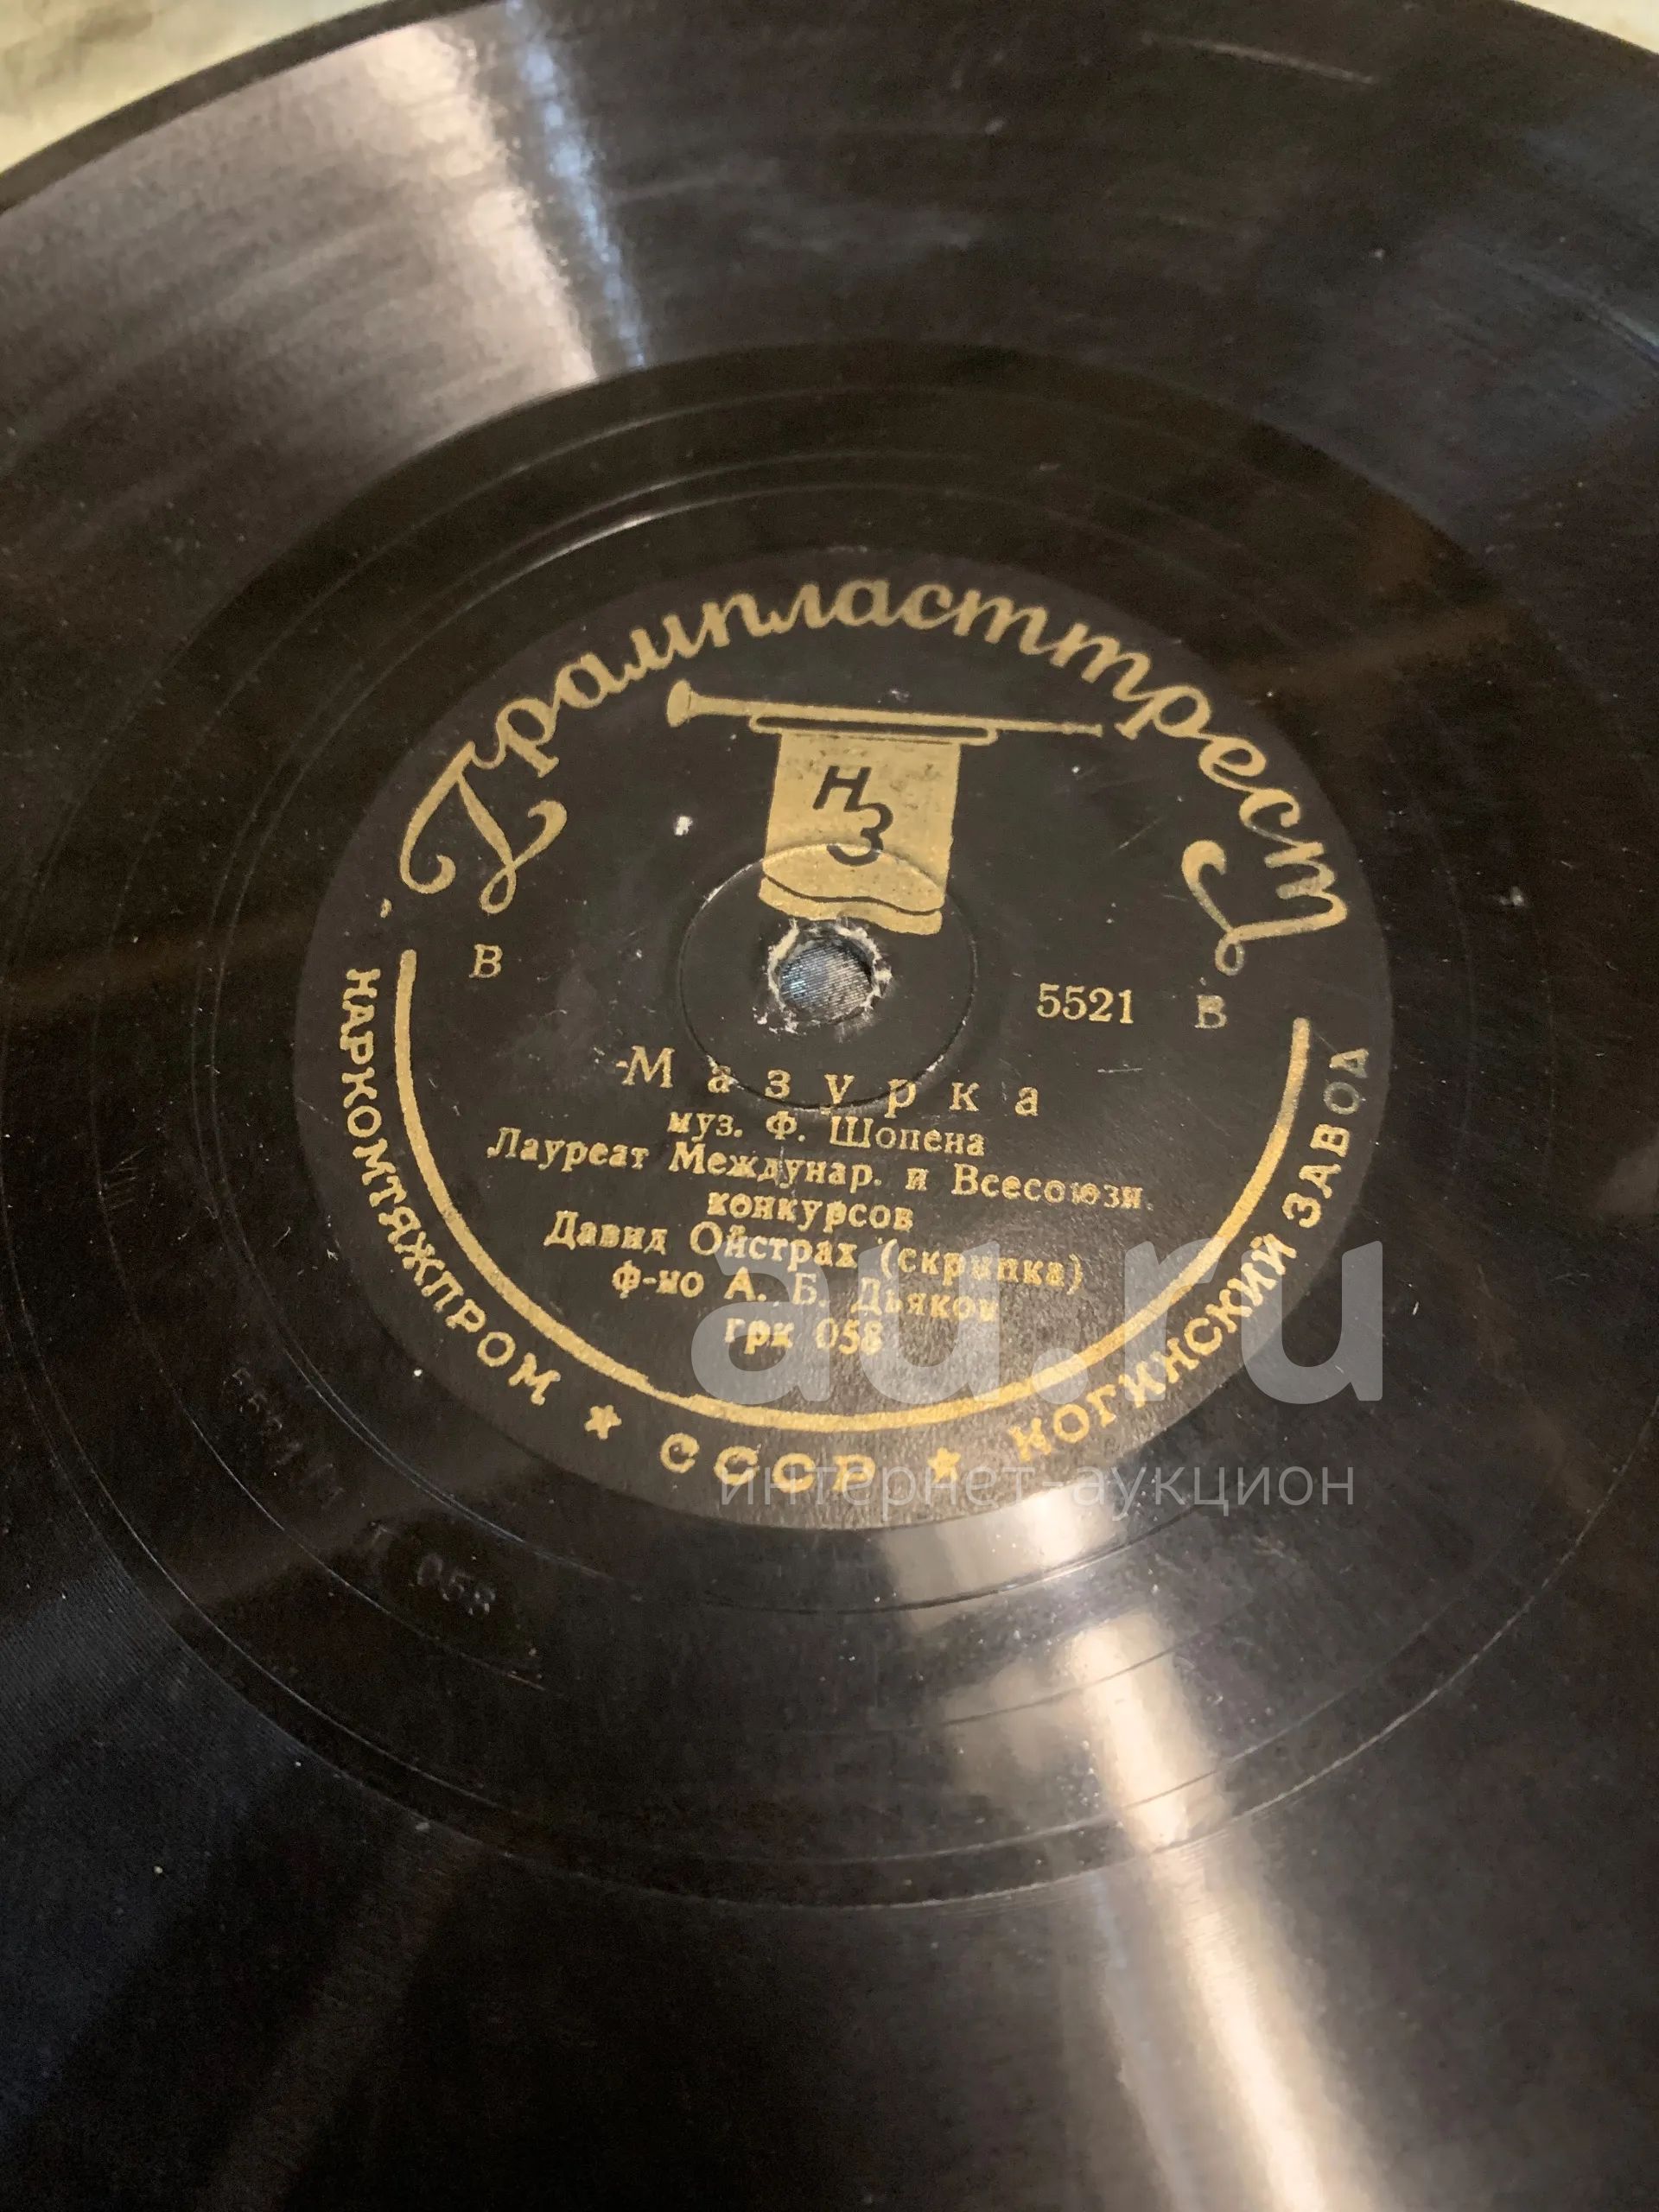 Грампласттрест
НЗ
В
5521 В
Мазурка
муз. Ф. Шопена
Лауреат Междунар. и Всесоюзн.
конкурсов
Давид Ойстрах (скрипка)
ф-но А. Б. Дьяков
грк 058
НАРКОМТЯЖПРОМ ★ СССР ★ НОГИНСКИЙ ЗАВОД
058
au.ru
интернет-аукцион